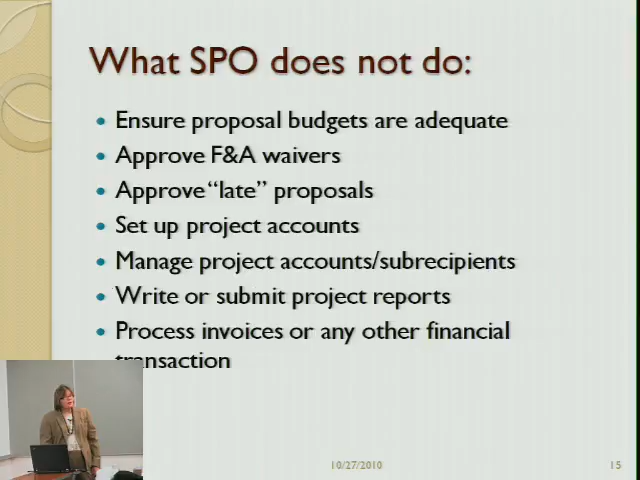 What SPO does not do:
Ensure proposal budgets are adequate
Approve F&A waivers
Approve “late” proposals
Set up project accounts
Manage project accounts/subrecipients
Write or submit project reports
Process invoices or any other financial
transaction
10/27/2010
15